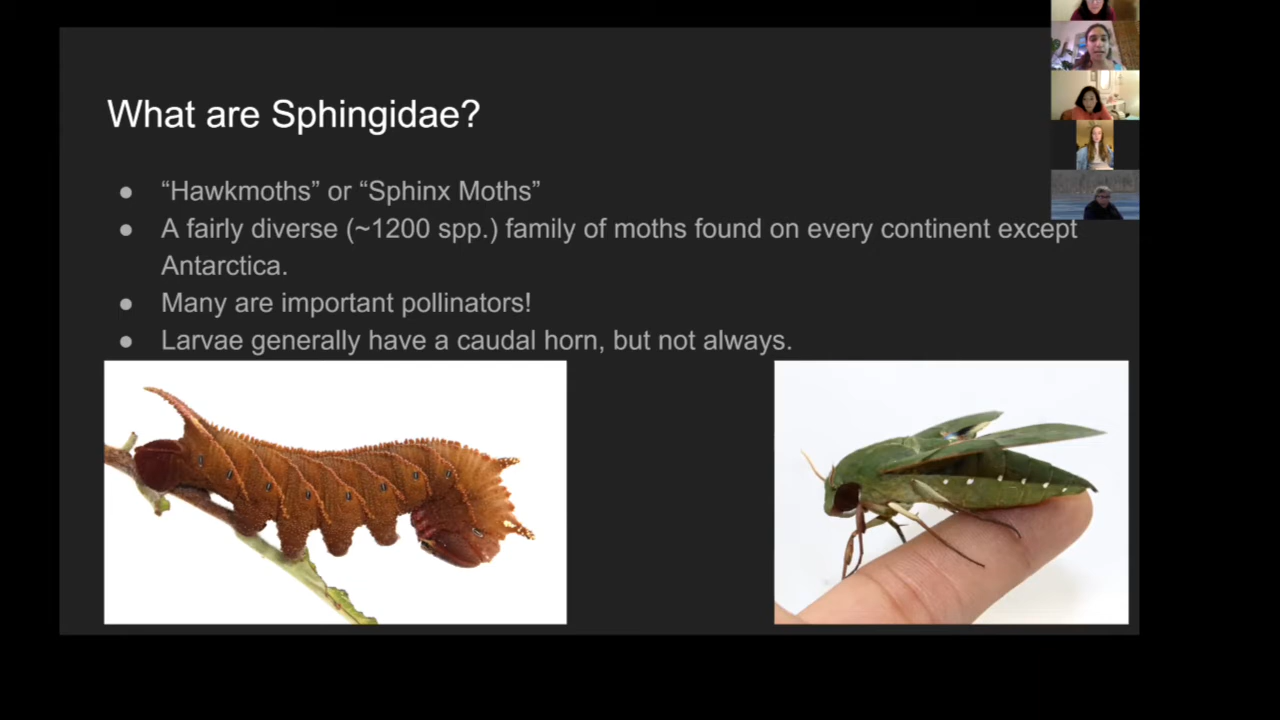 What are Sphingidae?
● “Hawkmoths” or “Sphinx Moths”
● A fairly diverse (~1200 spp.) family of moths found on every continent except
Antarctica.
● Many are important pollinators!
● Larvae generally have a caudal horn, but not always.